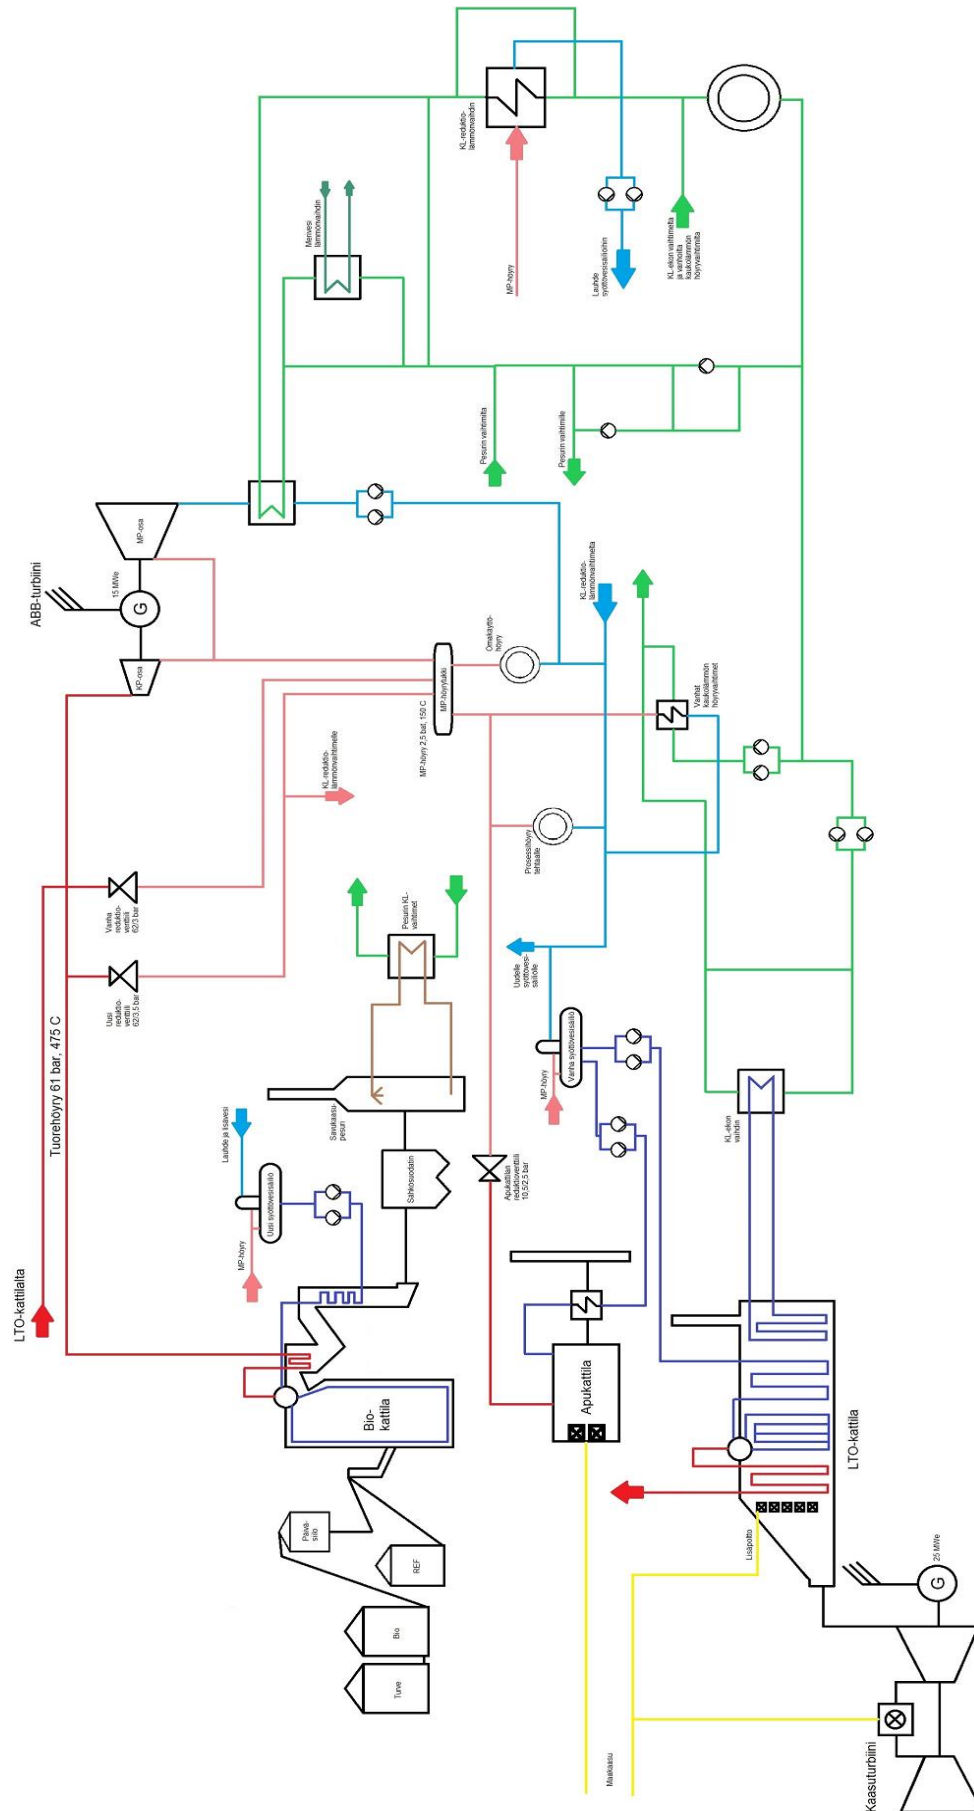 LTO-kattilalta
Tuorehöyry 61 bar, 475 C
Uusi
reduktio-
venttiili
62/3,5 bar
Vanha
reduktio-
venttiili
62/3 bar
ABB-turbiini
KP-osa
G
15 MWe
MP-osa
KL-reduktio-
lämmönvaihtimelle
MP-höyry 2,5 bar, 150 C
MP-höyrytukki
Omakäyttö-
höyry
Merivesi
lämmönvaihdin
KL-reduktio-
lämmönvaihdin
MP-höyry
Lauhde
syöttövesisäiliöihin
KL-ekon vaihtimelta
ja vanhoilta
kaukolämmön
höyryvaihtimilta
Pesurin vaihtimilta
Pesurin vaihtimille
KL-reduktio-
lämmönvaihtimelta
Vanhat
kaukolämmön
höyryvaihtimet
Prosessihöyry
tehtaalle
Pesurin KL-
vaihtimet
Uudelle
syöttövesi-
säiliölle
Vanha syöttövesisäiliö
MP-höyry
Savukaasu-
pesuri
Sähkösuodatin
Lauhde ja lisävesi
Uusi syöttövesisäiliö
MP-höyry
Apukattilan
reduktioventtiili
10,5/2,5 bar
KL-ekon
vaihdin
Bio-
kattila
Apukattila
LTO-kattila
Päivä-
siilo
REF
Bio
Turve
Lisäpoltto
G
25 MWe
Maakaasu
Kaasuturbiini